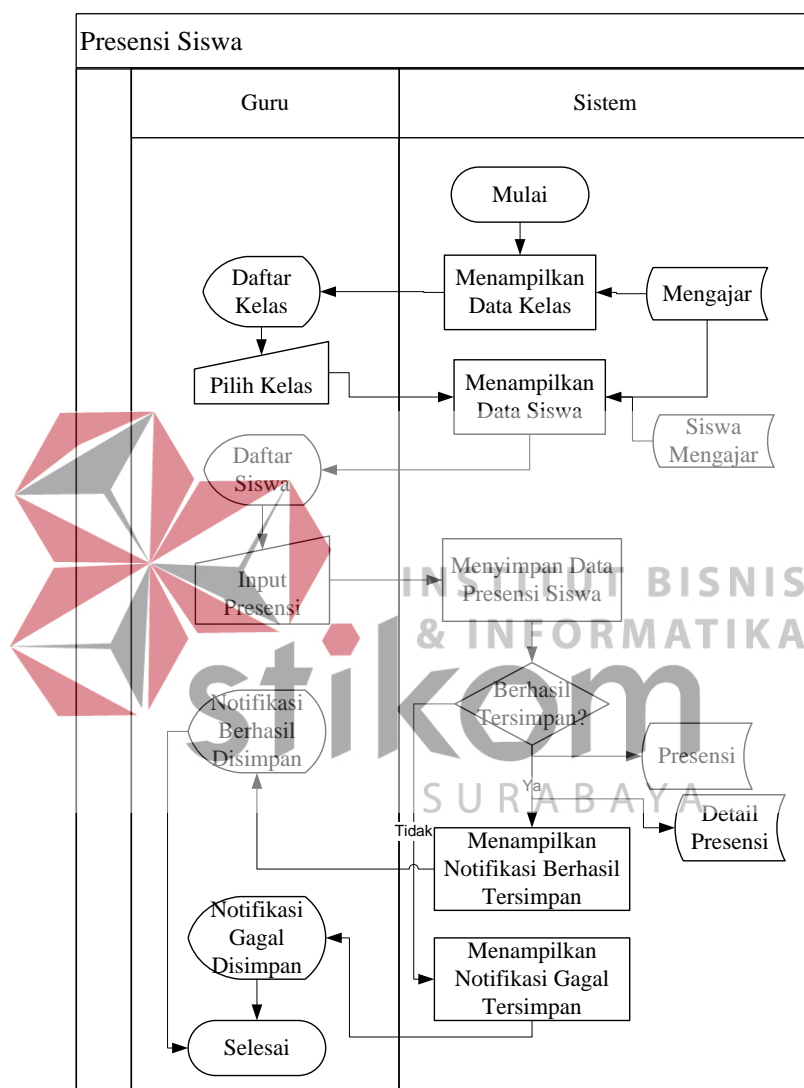 Presensi Siswa
Guru
Sistem
Mulai
Daftar
Kelas
Menampilkan
Data Kelas
Mengajar
Pilih Kelas
Menampilkan
Data Siswa
Siswa
Mengajar
Daftar
Siswa
Input
Presensi
Menyimpan Data
Presensi Siswa
INSTITUT BISNIS
& INFORMATIKA
stikom
SURABAYA
Berhasil
Tersimpan?
Notifikasi
Berhasil
Disimpan
Presensi
Ya
Detail
Presensi
Tidak
Menampilkan
Notifikasi Berhasil
Tersimpan
Notifikasi
Gagal
Disimpan
Menampilkan
Notifikasi Gagal
Tersimpan
Selesai